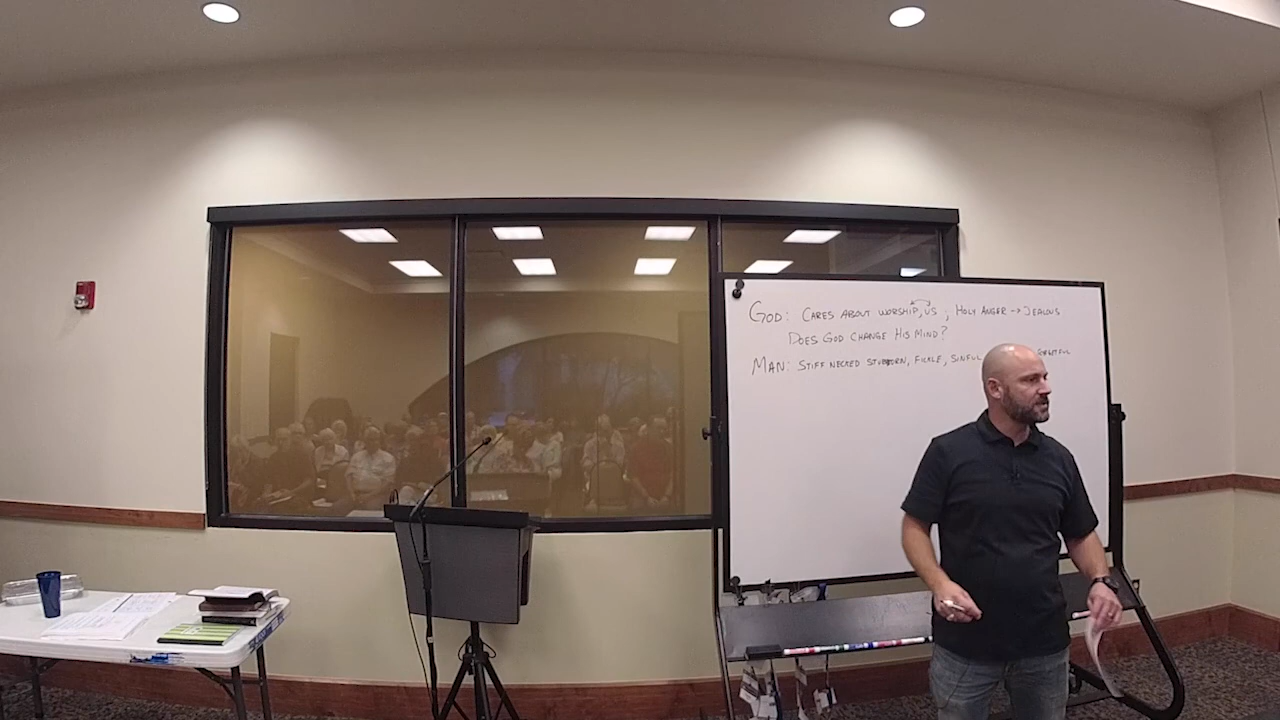 GOD: CARES ABOUT WORSHIP, US ; HOLY ANGER → JEALOUS
DOES GOD CHANGE HIS MIND?
MAN: STIFF NECKED STUBBORN, FICKLE, SINFUL